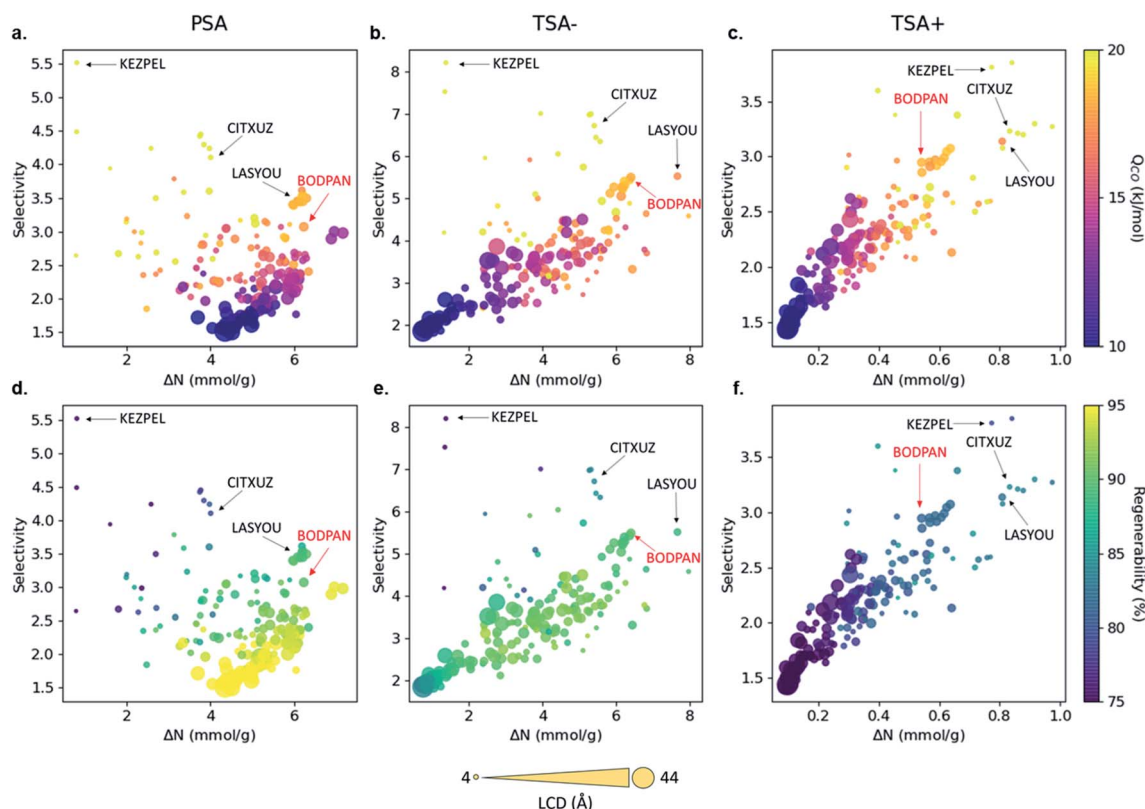 PSA
TSA-
TSA+
a.
b.
c.
5.5
5.0
4.5
4.0
3.5
3.0
2.5
2.0
1.5
Selectivity
2
4
6
ΔN (mmol/g)
KEZPEL
CITXUZ
LASYOU
BODPAN
8
7
6
5
4
3
2
Selectivity
2
4
6
8
ΔN (mmol/g)
KEZPEL
CITXUZ
LASYOU
BODPAN
3.5
3.0
2.5
2.0
1.5
Selectivity
0.2
0.4
0.6
0.8
1.0
ΔN (mmol/g)
KEZPEL
BODPAN
CITXUZ
LASYOU
20
15
10
Qco (kJ/mol)
d.
e.
f.
5.5
5.0
4.5
4.0
3.5
3.0
2.5
2.0
1.5
Selectivity
2
4
6
ΔN (mmol/g)
KEZPEL
CITXUZ
LASYOU
BODPAN
8
7
6
5
4
3
2
Selectivity
2
4
6
8
ΔN (mmol/g)
KEZPEL
CITXUZ
LASYOU
BODPAN
3.5
3.0
2.5
2.0
1.5
Selectivity
0.2
0.4
0.6
0.8
1.0
ΔN (mmol/g)
KEZPEL
CITXUZ
BODPAN
LASYOU
95
90
85
80
75
Regenerability (%)
4
44
LCD (Å)